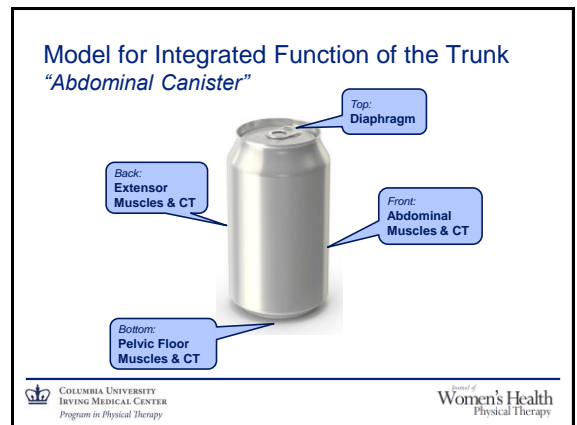 Model for Integrated Function of the Trunk
“Abdominal Canister”
Top:
Diaphragm
Back:
Extensor
Muscles & CT
Front:
Abdominal
Muscles & CT
Bottom:
Pelvic Floor
Muscles & CT
COLUMBIA UNIVERSITY
IRVING MEDICAL CENTER
Program in Physical Therapy
Journal of
Women's Health
Physical Therapy